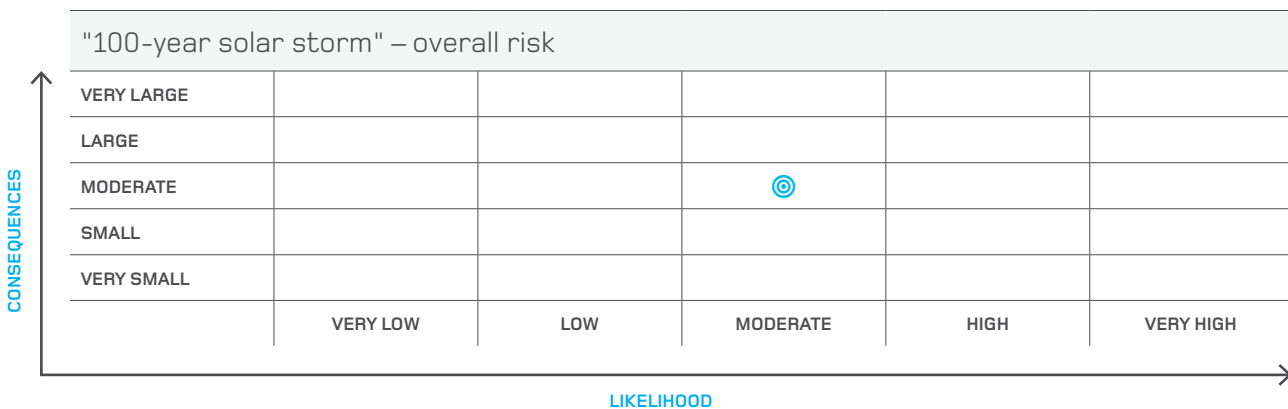 "100-year solar storm" – overall risk
VERY LARGE
LARGE
MODERATE
SMALL
VERY SMALL
VERY LOW LOW MODERATE HIGH VERY HIGH
CONSEQUENCES
LIKELIHOOD